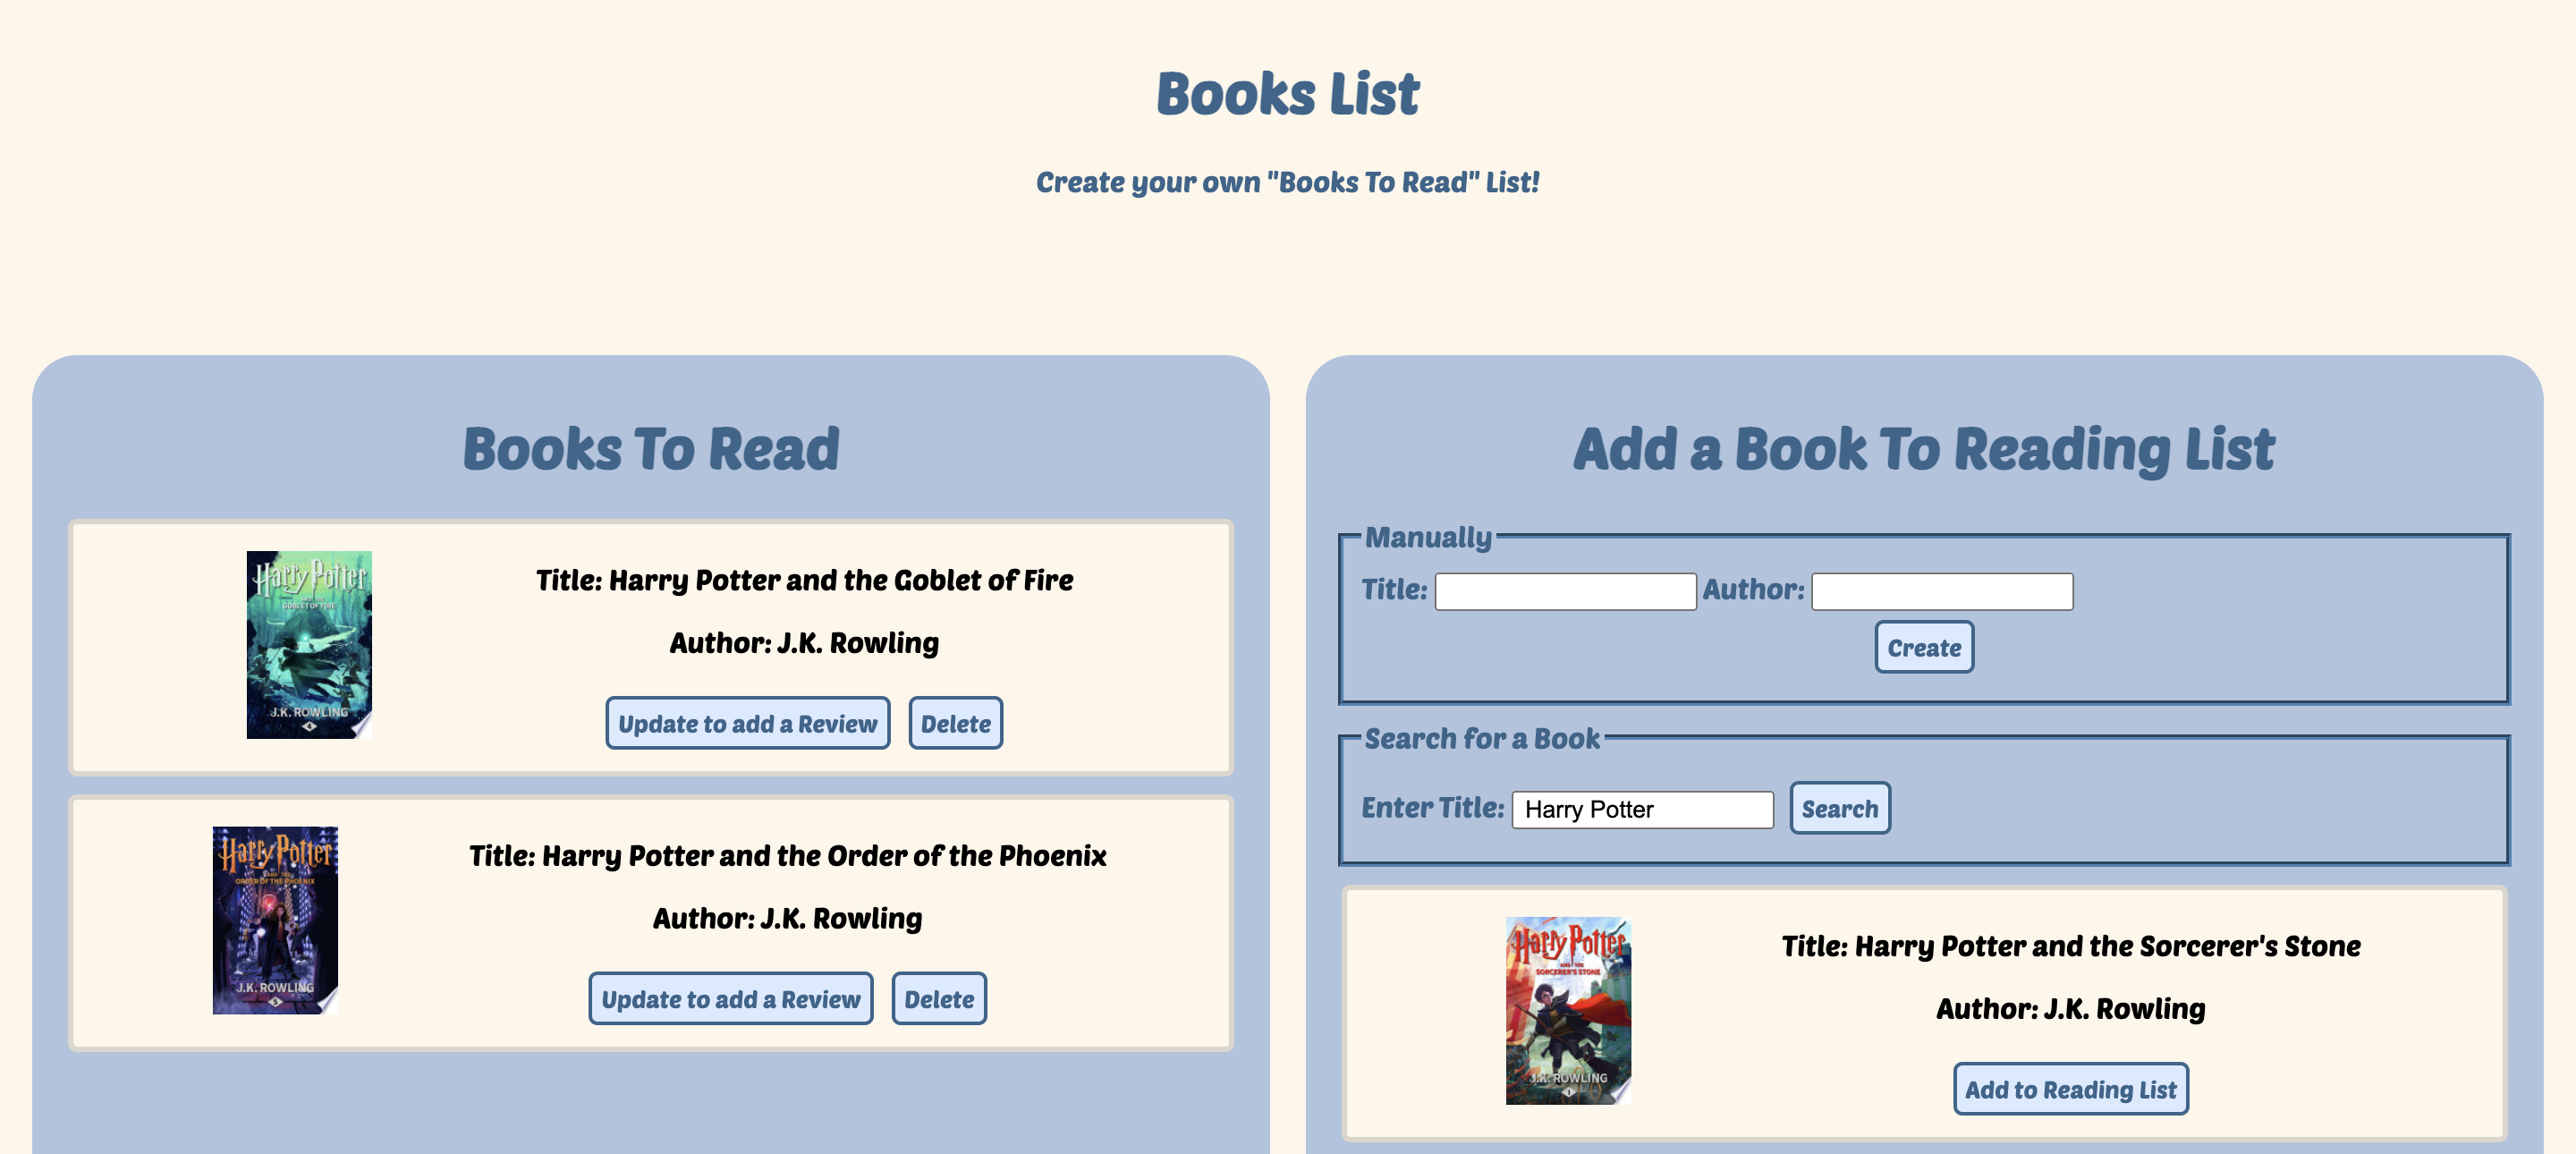 Books List
Create your own "Books To Read" List!
Books To Read
Harry Potter
AND THE
GOBLET OF FIRE
J.K. ROWLING
4
Title: Harry Potter and the Goblet of Fire
Author: J.K. Rowling
Update to add a Review Delete
Harry Potter
AND THE
ORDER OF THE PHOENIX
J.K. ROWLING
5
Title: Harry Potter and the Order of the Phoenix
Author: J.K. Rowling
Update to add a Review Delete
Add a Book To Reading List
Manually
Title: Author:
Create
Search for a Book
Enter Title: Harry Potter Search
Harry Potter
AND THE
SORCERER'S STONE
J.K. ROWLING
1
Title: Harry Potter and the Sorcerer's Stone
Author: J.K. Rowling
Add to Reading List